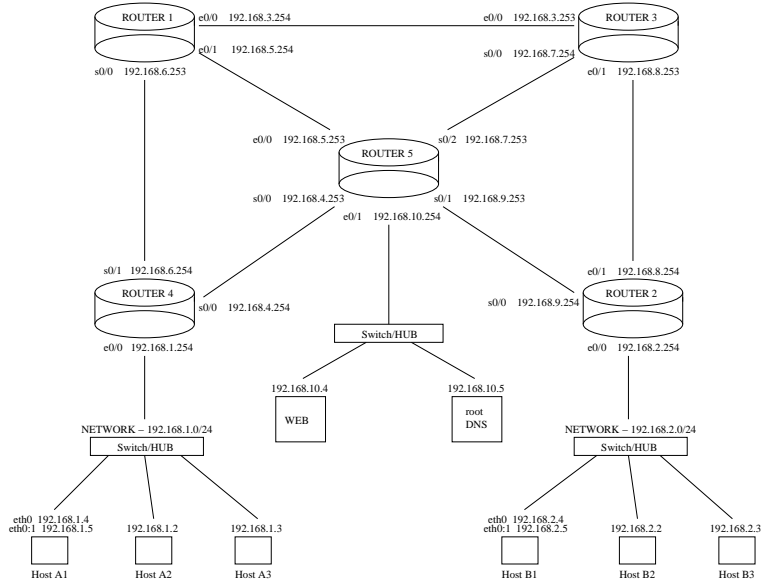 ROUTER 1
e0/0 192.168.3.254
e0/0 192.168.3.253
ROUTER 3
e0/1 192.168.5.254
s0/0 192.168.7.254
s0/0 192.168.6.253
e0/1 192.168.8.253
e0/0 192.168.5.253
s0/2 192.168.7.253
ROUTER 5
s0/0 192.168.4.253
s0/1 192.168.9.253
e0/1 192.168.10.254
s0/1 192.168.6.254
e0/1 192.168.8.254
ROUTER 4
ROUTER 2
s0/0 192.168.4.254
s0/0 192.168.9.254
Switch/HUB
e0/0 192.168.1.254
e0/0 192.168.2.254
192.168.10.4
192.168.10.5
WEB
root
DNS
NETWORK – 192.168.1.0/24
NETWORK – 192.168.2.0/24
Switch/HUB
Switch/HUB
eth0 192.168.1.4
eth0:1 192.168.1.5
192.168.1.2
192.168.1.3
eth0 192.168.2.4
eth0:1 192.168.2.5
192.168.2.2
192.168.2.3
Host A1
Host A2
Host A3
Host B1
Host B2
Host B3